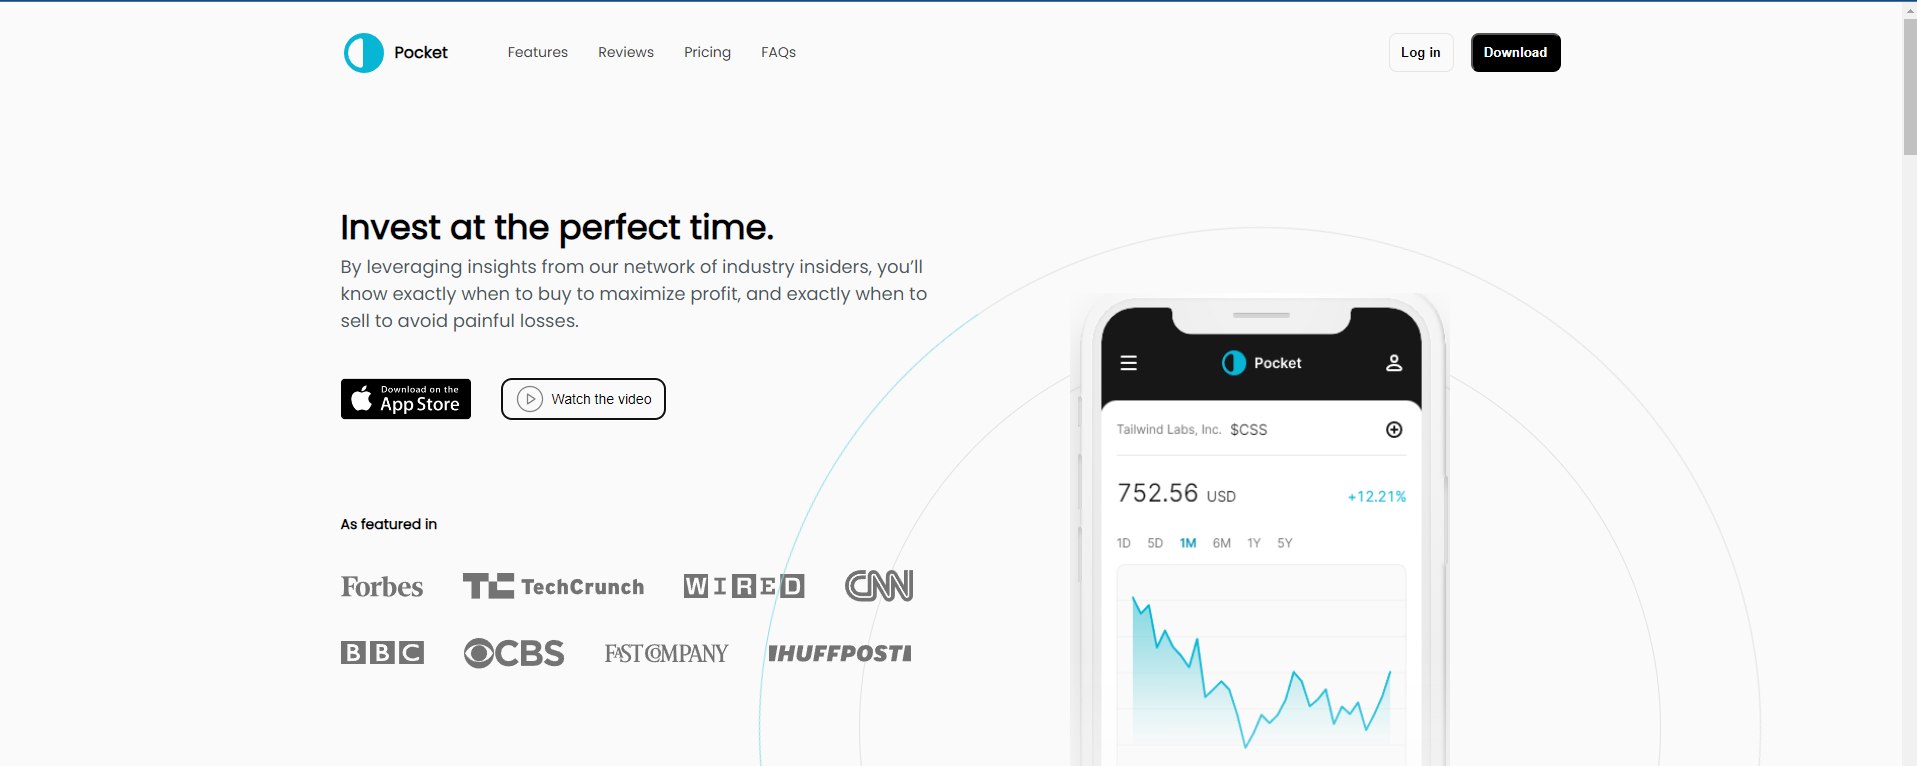 Pocket
Features
Reviews
Pricing
FAQs
Log in
Download
Invest at the perfect time.
By leveraging insights from our network of industry insiders, you’ll
know exactly when to buy to maximize profit, and exactly when to
sell to avoid painful losses.
Download on the
App Store
Watch the video
As featured in
Forbes
TC TechCrunch
WIRED
CNN
BBC
CBS
FAST COMPANY
HUFFPOST
Pocket
Tailwind Labs, Inc. $CSS
752.56 USD
+12.21%
1D 5D 1M 6M 1Y 5Y